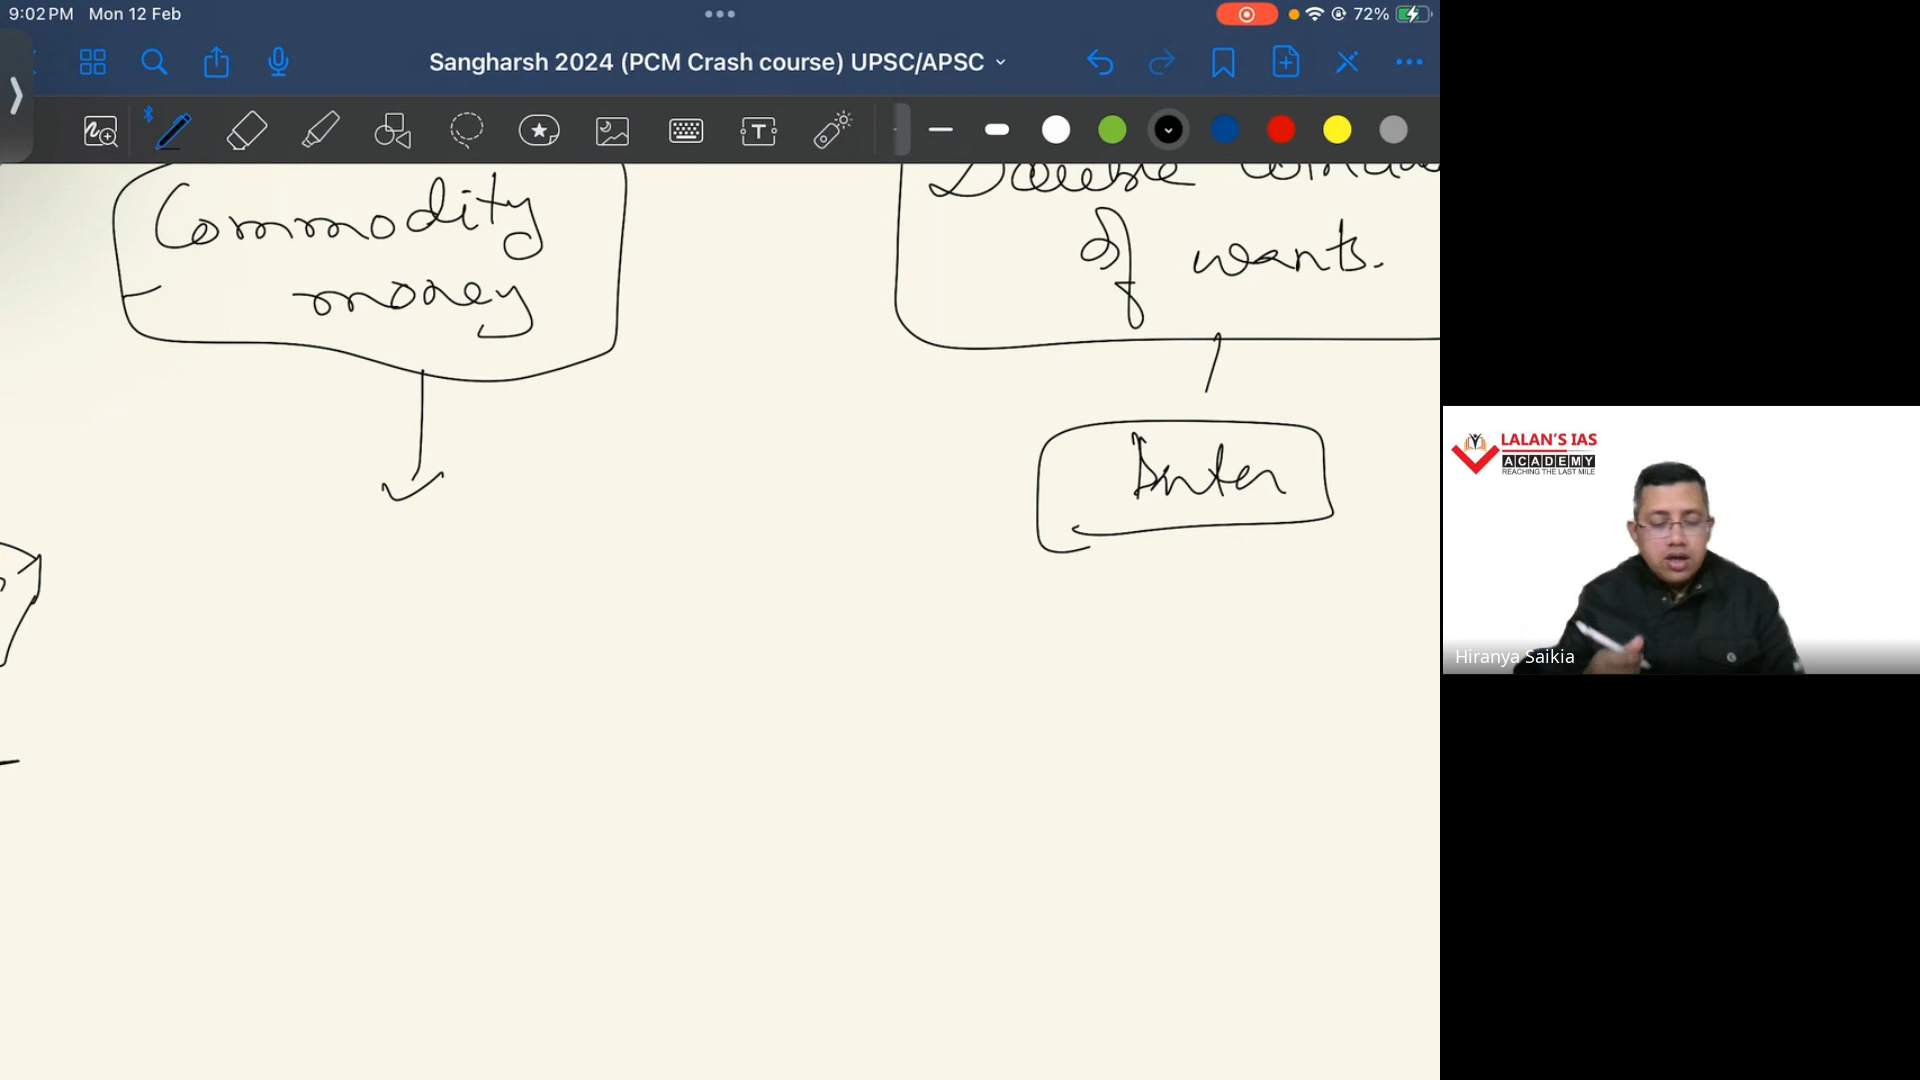 9:02 PM Mon 12 Feb
72%
Sangharsh 2024 (PCM Crash course) UPSC/APSC
T
Commodity
money
Double
of wants.
LALAN'S IAS
ACADEMY
REACHING THE LAST MILE
Hiranya Saikia